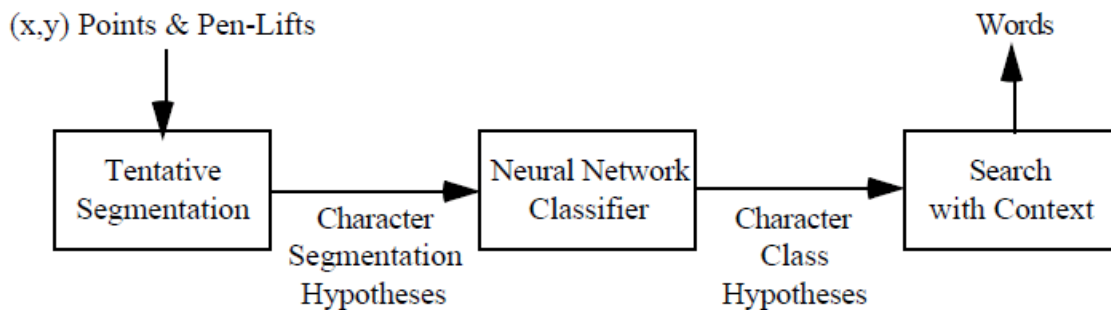 (x,y) Points & Pen-Lifts
Words
Tentative
Segmentation
Character
Segmentation
Hypotheses
Neural Network
Classifier
Character
Class
Hypotheses
Search
with Context